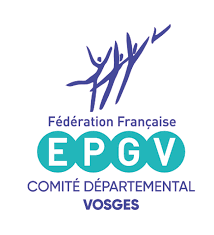 Fédération Française
EPGV
COMITÉ DÉPARTEMENTAL
VOSGES